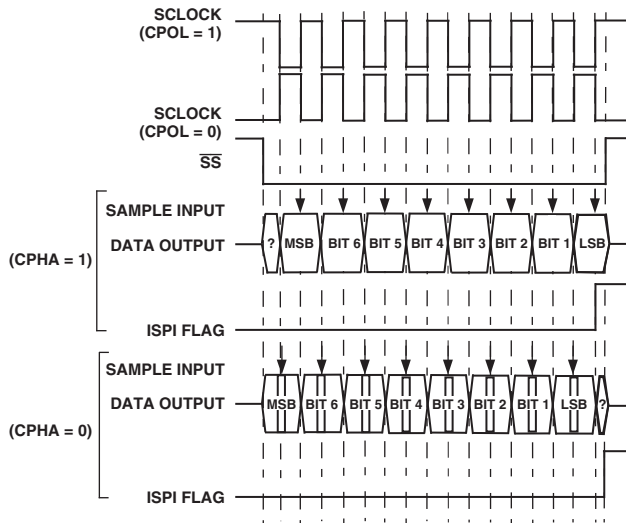 SCLOCK
(CPOL = 1)
SCLOCK
(CPOL = 0)
SS
SAMPLE INPUT
DATA OUTPUT
? MSB BIT 6 BIT 5 BIT 4 BIT 3 BIT 2 BIT 1 LSB
(CPHA = 1)
ISPI FLAG
SAMPLE INPUT
DATA OUTPUT
MSB BIT 6 BIT 5 BIT 4 BIT 3 BIT 2 BIT 1 LSB ?
(CPHA = 0)
ISPI FLAG